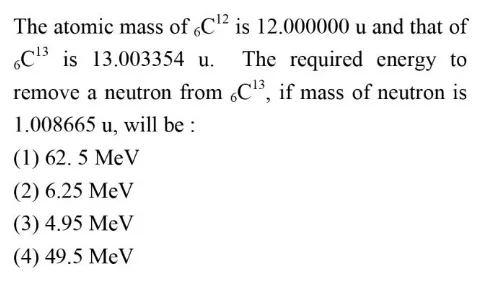 The atomic mass of ₆C¹² is 12.000000 u and that of
₆C¹³ is 13.003354 u. The required energy to
remove a neutron from ₆C¹³, if mass of neutron is
1.008665 u, will be :
(1) 62. 5 MeV
(2) 6.25 MeV
(3) 4.95 MeV
(4) 49.5 MeV